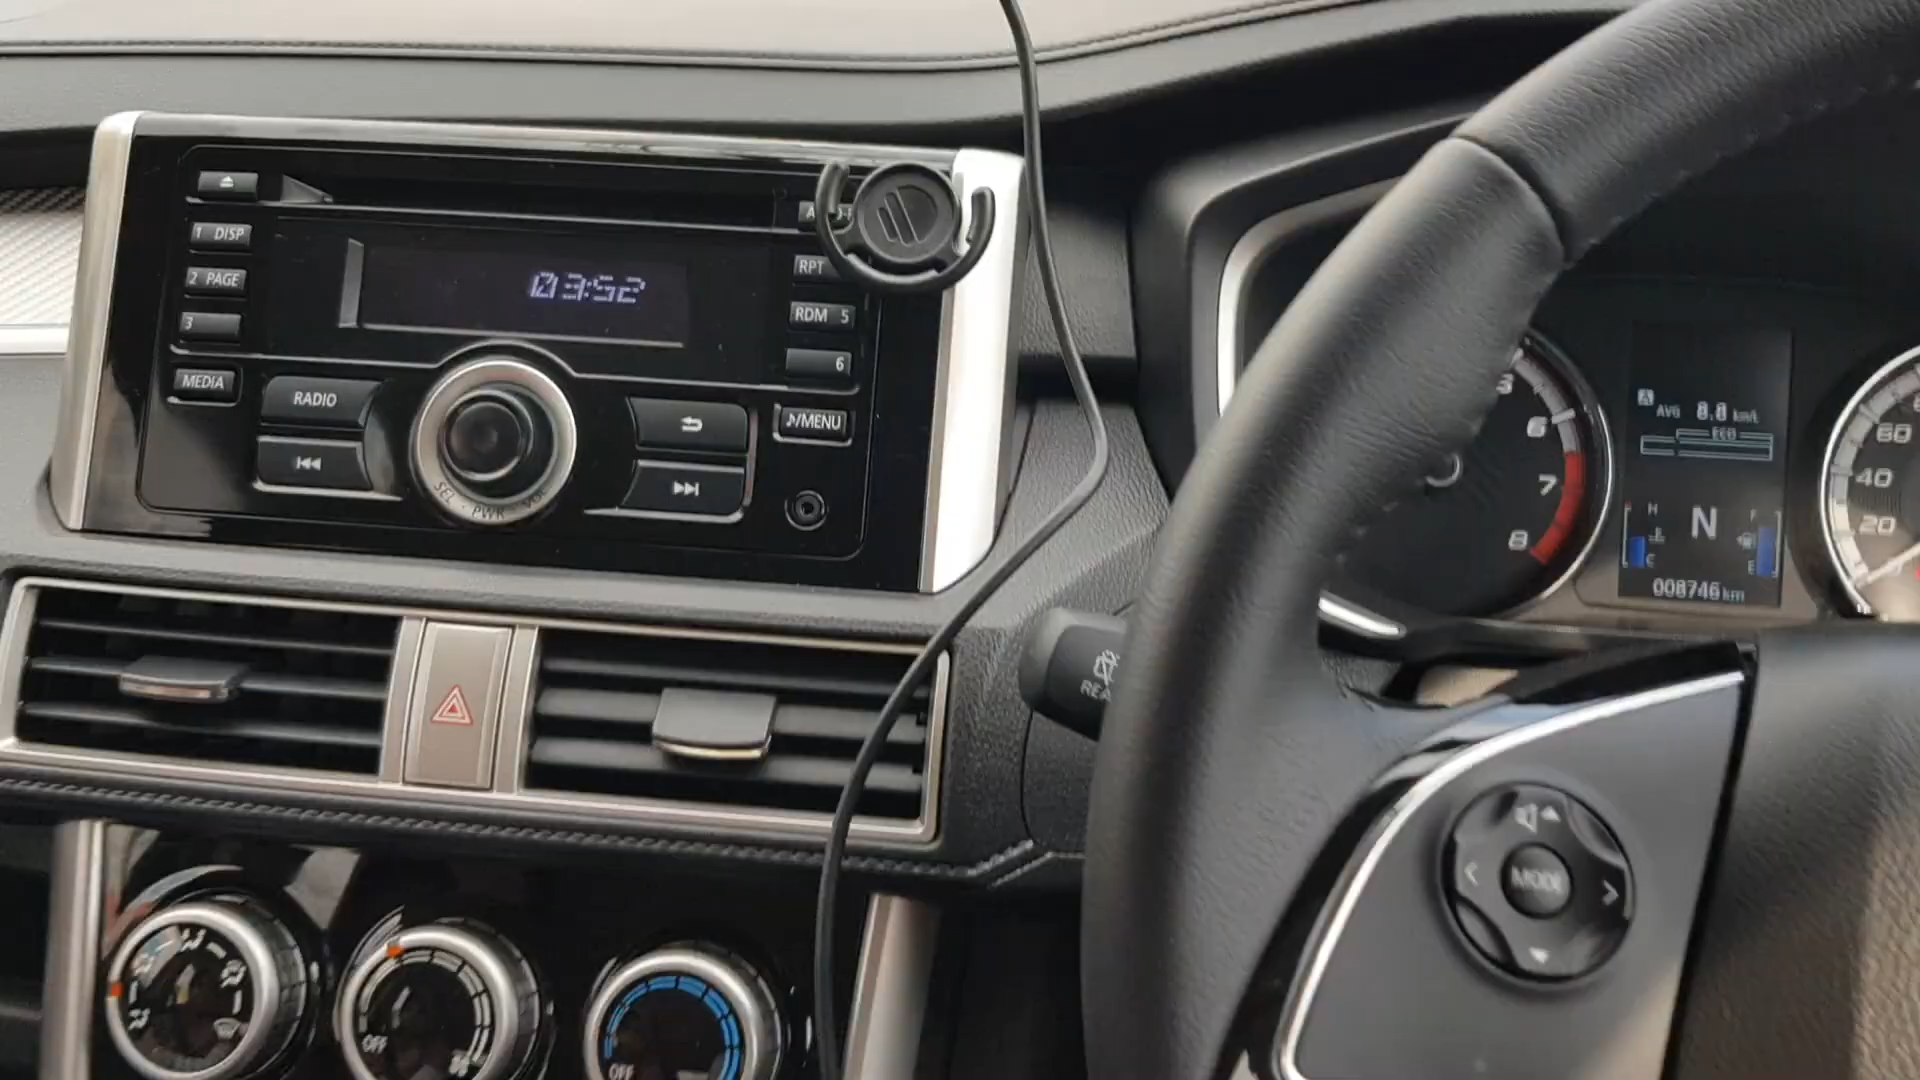 1 DISP
2 PAGE
3
MEDIA
RADIO
03:52
RPT
RDM 5
6
♪/MENU
SEL
PWR
VOL
OFF
OFF
6
7
8
A AVG 8.8 km/L
ECO
H
C
N
F
E
008746 km
60
40
20
MODE